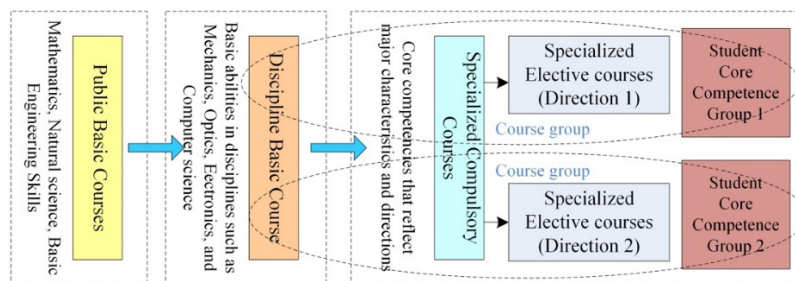 Public Basic Courses
Mathematics, Natural science, Basic
Engineering Skills
Discipline Basic Course
Basic abilities in disciplines such as
Mechanics, Optics, Eectronics, and
Computer science
Core competencies that reflect
major characteristics and directions
Specialized Compulsory
Courses
Specialized
Elective courses
(Direction 1)
Student
Core
Competence
Group 1
Course group
Course group
Specialized
Elective courses
(Direction 2)
Student
Core
Competence
Group 2